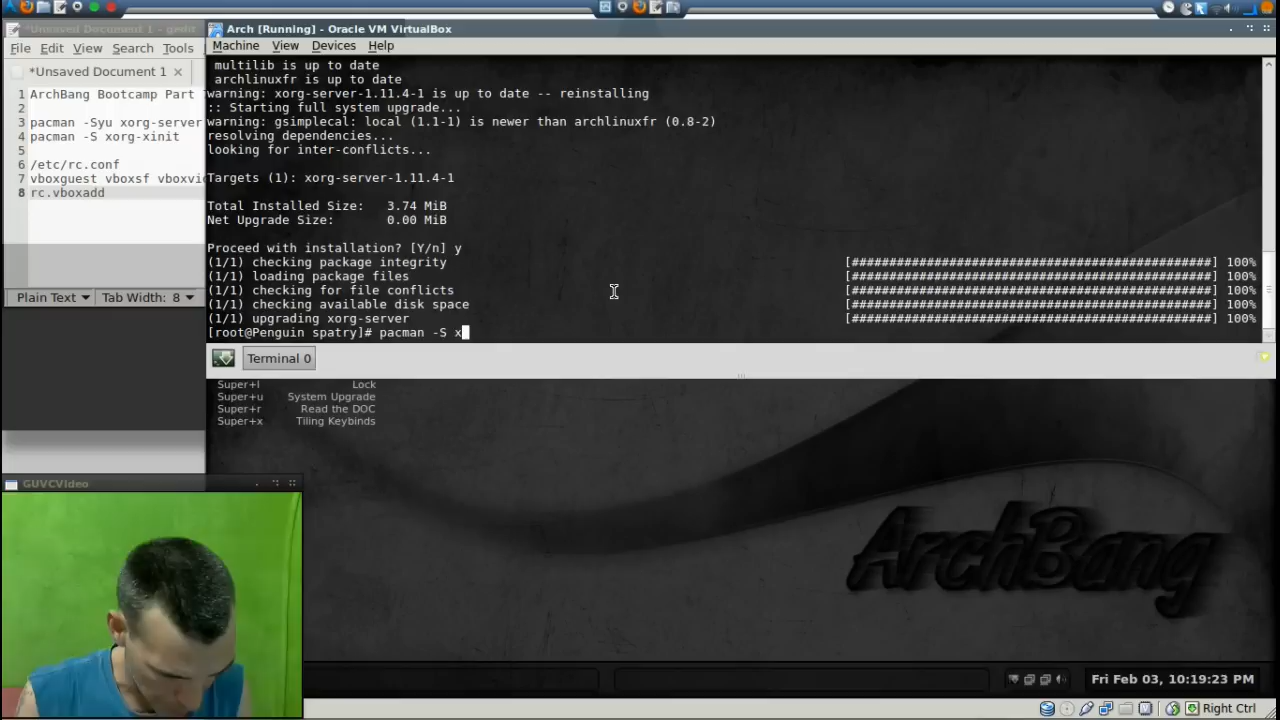 *Unsaved Document 1 - gedit
File Edit View Search Tools
*Unsaved Document 1
1 ArchBang Bootcamp Part
2
3 pacman -Syu xorg-server
4 pacman -S xorg-xinit
5
6 /etc/rc.conf
7 vboxguest vboxsf vboxvi
8 rc.vboxadd
Plain Text Tab Width: 8
Arch [Running] - Oracle VM VirtualBox
Machine View Devices Help
multilib is up to date
archlinuxfr is up to date
warning: xorg-server-1.11.4-1 is up to date -- reinstalling
:: Starting full system upgrade...
warning: gsimplecal: local (1.1-1) is newer than archlinuxfr (0.8-2)
resolving dependencies...
looking for inter-conflicts...
Targets (1): xorg-server-1.11.4-1
Total Installed Size: 3.74 MiB
Net Upgrade Size: 0.00 MiB
Proceed with installation? [Y/n] y
(1/1) checking package integrity [######################################] 100%
(1/1) loading package files [######################################] 100%
(1/1) checking for file conflicts [######################################] 100%
(1/1) checking available disk space [######################################] 100%
(1/1) upgrading xorg-server [######################################] 100%
[root@Penguin spatry]# pacman -S x
Terminal 0
Super+l Lock
Super+u System Upgrade
Super+r Read the DOC
Super+x Tiling Keybinds
GUVCVideo
ArchBang
Fri Feb 03, 10:19:23 PM
Right Ctrl